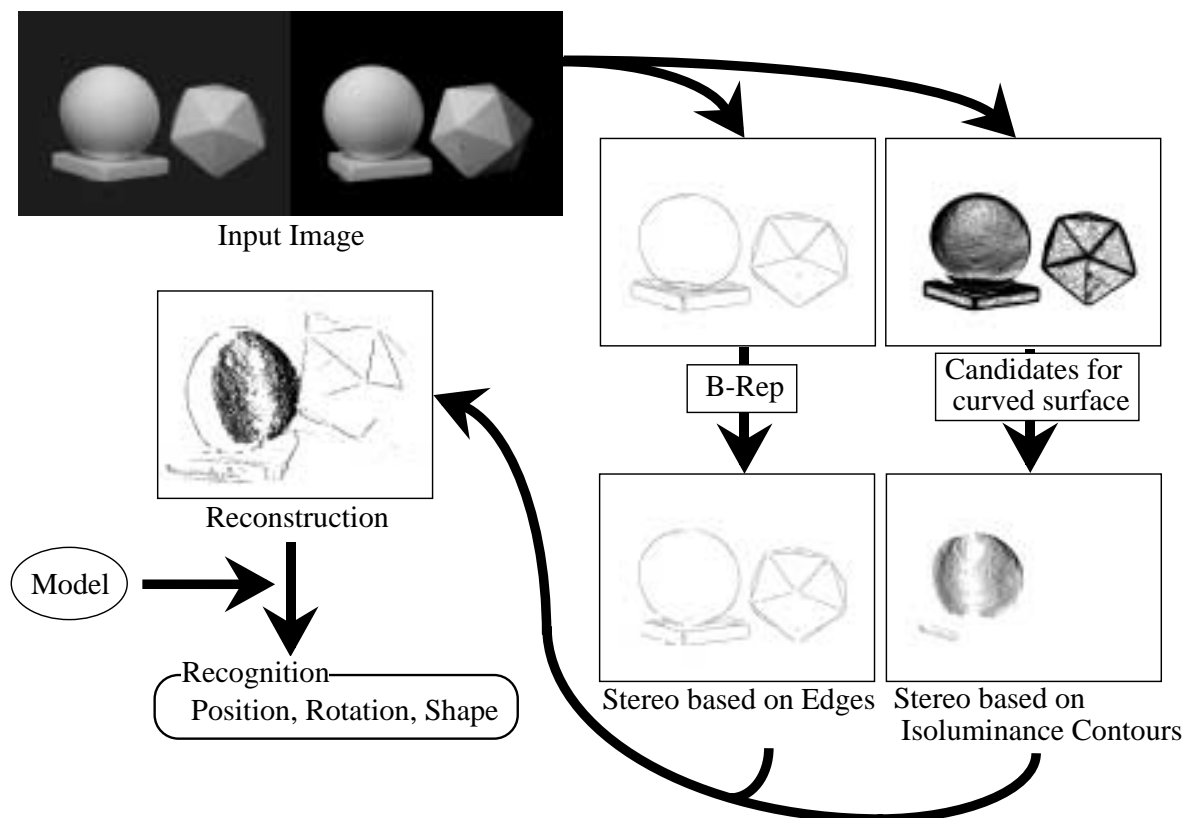 Input Image
B-Rep
Candidates for
curved surface
Reconstruction
Model
Recognition
Position, Rotation, Shape
Stereo based on Edges
Stereo based on
Isoluminance Contours